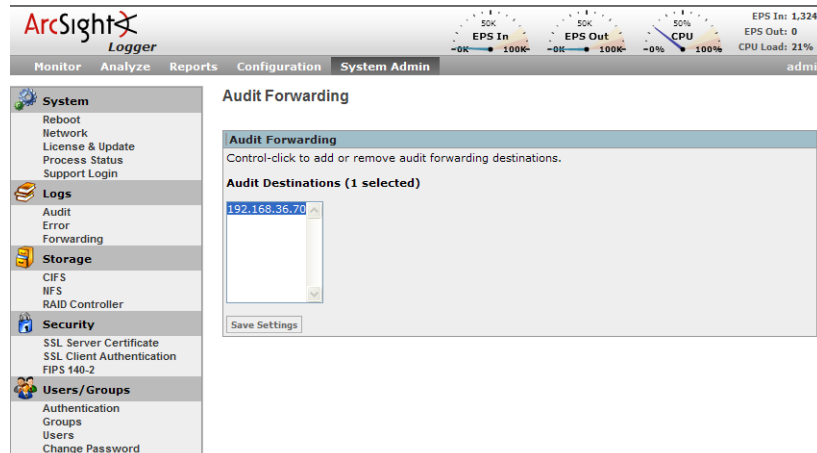 ArcSight
Logger
50K
EPS In
-0K 100K-
50K
EPS Out
-0K 100K-
50%
CPU
-0% 100%
EPS In: 1,324
EPS Out: 0
CPU Load: 21%
Monitor Analyze Reports Configuration System Admin admi
System
Reboot
Network
License & Update
Process Status
Support Login
Logs
Audit
Error
Forwarding
Storage
CIFS
NFS
RAID Controller
Security
SSL Server Certificate
SSL Client Authentication
FIPS 140-2
Users/Groups
Authentication
Groups
Users
Change Password
Audit Forwarding
Audit Forwarding
Control-click to add or remove audit forwarding destinations.
Audit Destinations (1 selected)
192.168.36.70
Save Settings